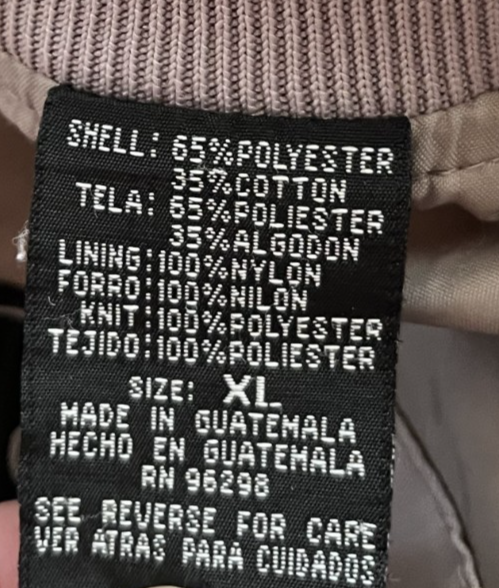 SHELL: 65%POLYESTER
35%COTTON
TELA: 65%POLIESTER
35%ALGODON
LINING:100%NYLON
FORRO:100%NILON
KNIT:100%POLYESTER
TEJIDO:100%POLIESTER
SIZE: XL
MADE IN GUATEMALA
HECHO EN GUATEMALA
RN 96298
SEE REVERSE FOR CARE
VER ATRAS PARA CUIDADOS